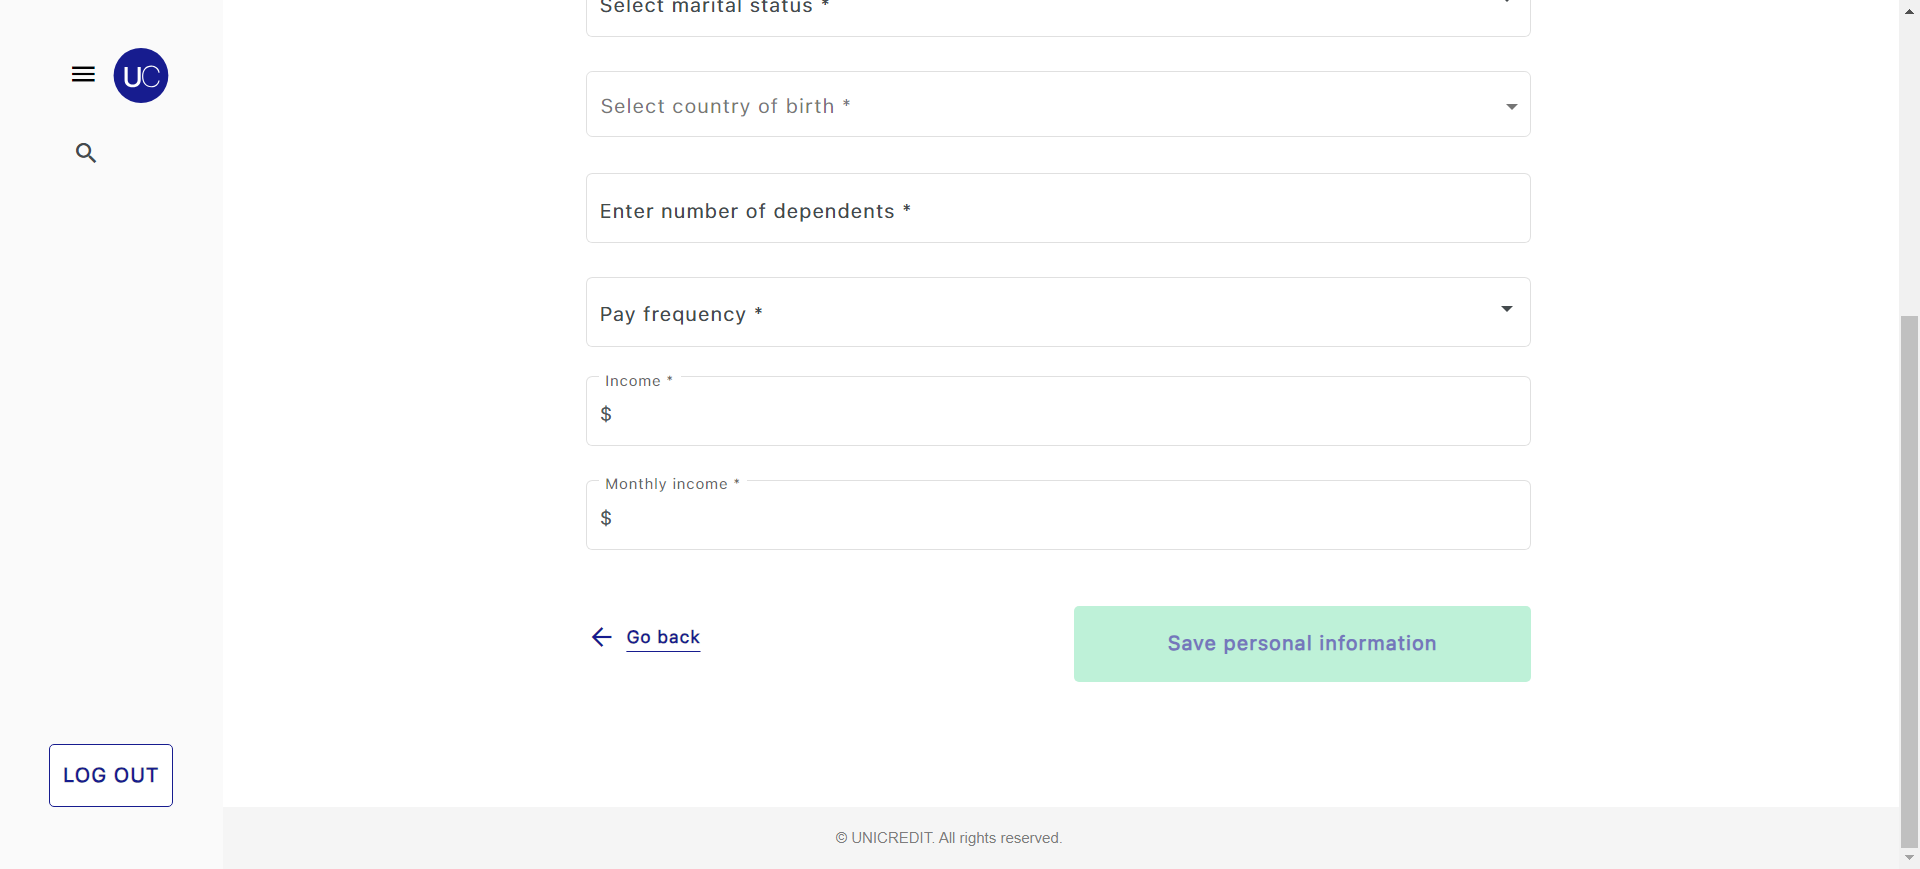 Select marital status *
UC
Select country of birth *
Enter number of dependents *
Pay frequency *
Income *
$
Monthly income *
$
Go back
Save personal information
LOG OUT
© UNICREDIT. All rights reserved.